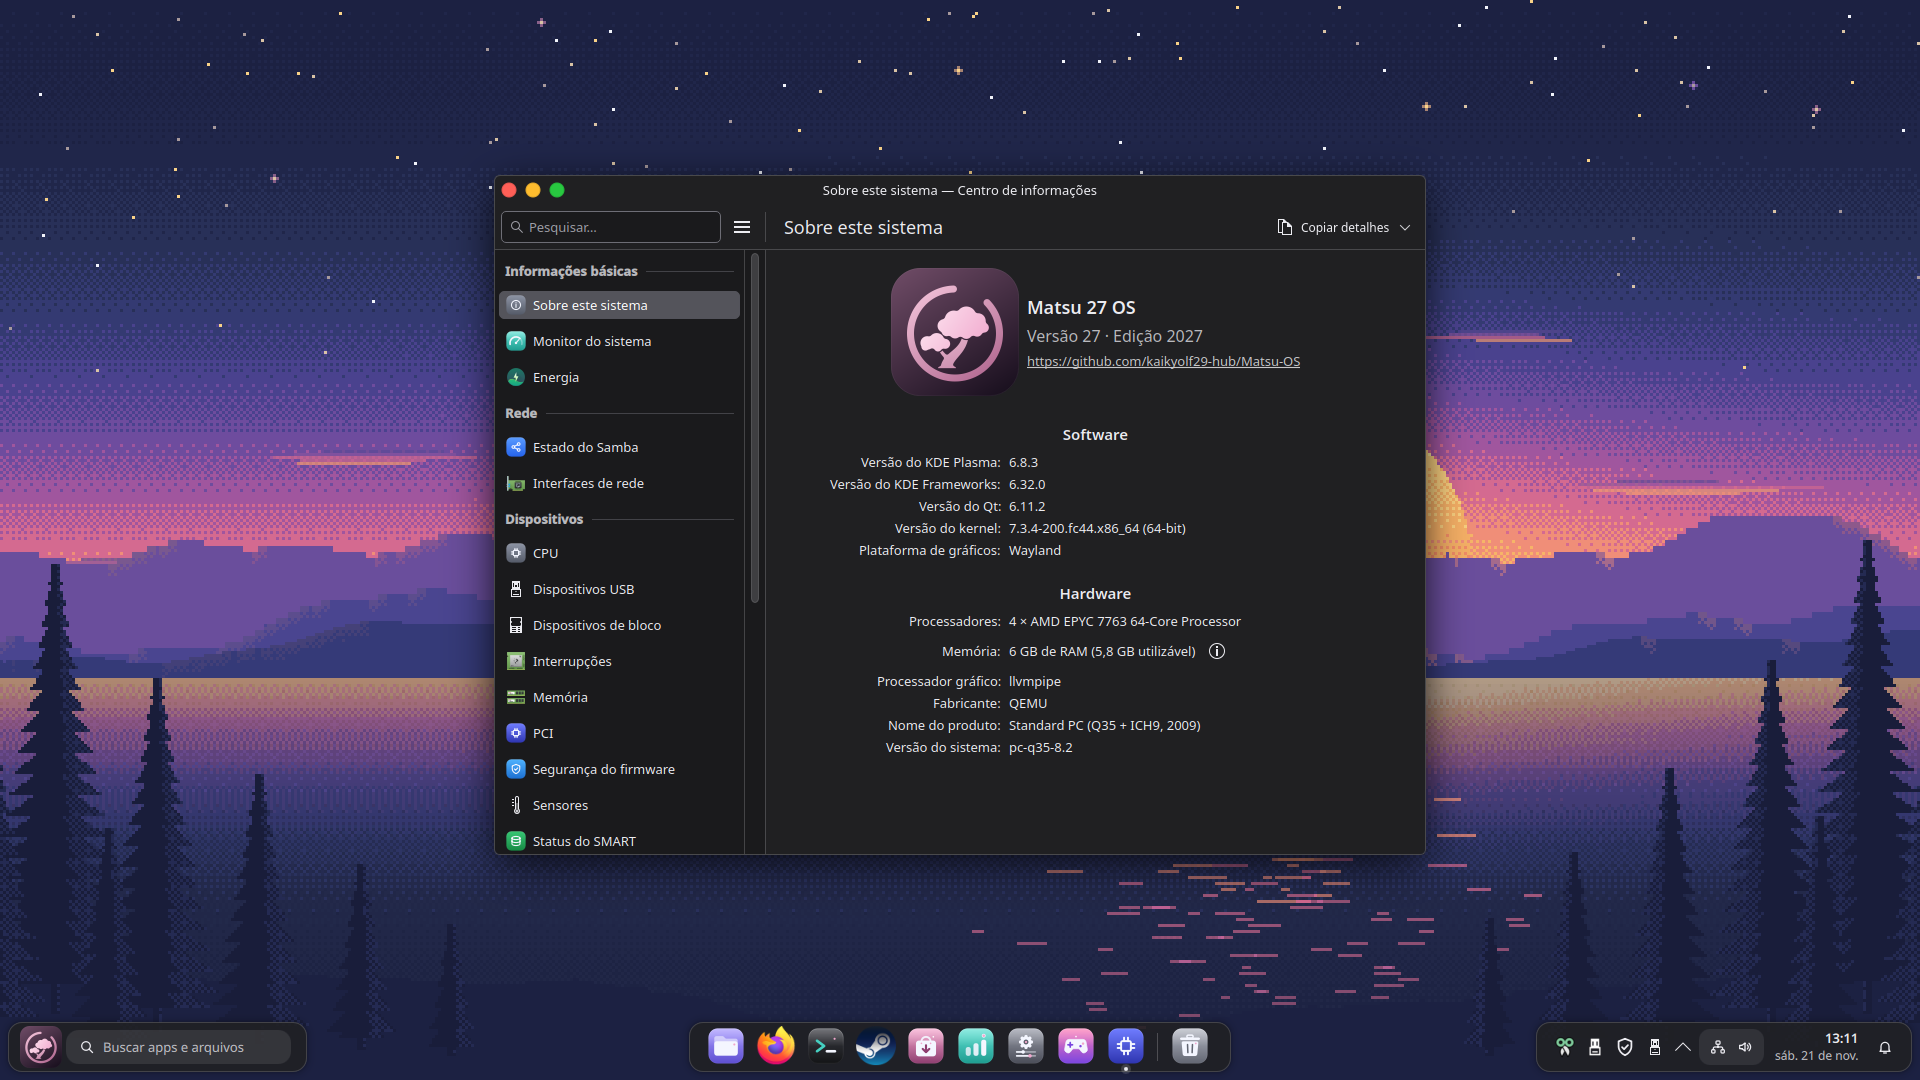 Sobre este sistema — Centro de informações
Pesquisar...
Sobre este sistema
Copiar detalhes
Informações básicas
Sobre este sistema
Monitor do sistema
Energia
Rede
Estado do Samba
Interfaces de rede
Dispositivos
CPU
Dispositivos USB
Dispositivos de bloco
Interrupções
Memória
PCI
Segurança do firmware
Sensores
Status do SMART
Matsu 27 OS
Versão 27 · Edição 2027
https://github.com/kaikyolf29-hub/Matsu-OS
Software
Versão do KDE Plasma: 6.8.3
Versão do KDE Frameworks: 6.32.0
Versão do Qt: 6.11.2
Versão do kernel: 7.3.4-200.fc44.x86_64 (64-bit)
Plataforma de gráficos: Wayland
Hardware
Processadores: 4 × AMD EPYC 7763 64-Core Processor
Memória: 6 GB de RAM (5,8 GB utilizável)
Processador gráfico: llvmpipe
Fabricante: QEMU
Nome do produto: Standard PC (Q35 + ICH9, 2009)
Versão do sistema: pc-q35-8.2
Buscar apps e arquivos
13:11
sáb. 21 de nov.